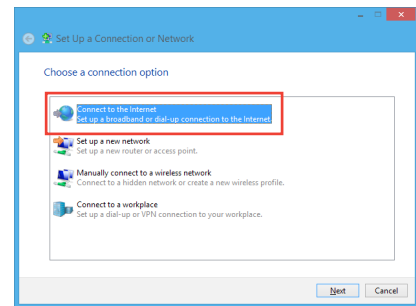 Set Up a Connection or Network
Choose a connection option
Connect to the Internet
Set up a broadband or dial-up connection to the Internet.
Set up a new network
Set up a new router or access point.
Manually connect to a wireless network
Connect to a hidden network or create a new wireless profile.
Connect to a workplace
Set up a dial-up or VPN connection to your workplace.
Next Cancel